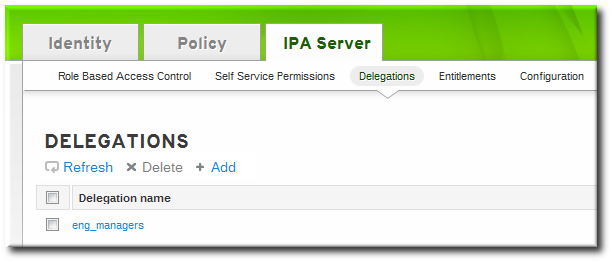 Identity Policy IPA Server
Role Based Access Control Self Service Permissions Delegations Entitlements Configuration
DELEGATIONS
Refresh Delete Add
Delegation name
eng_managers